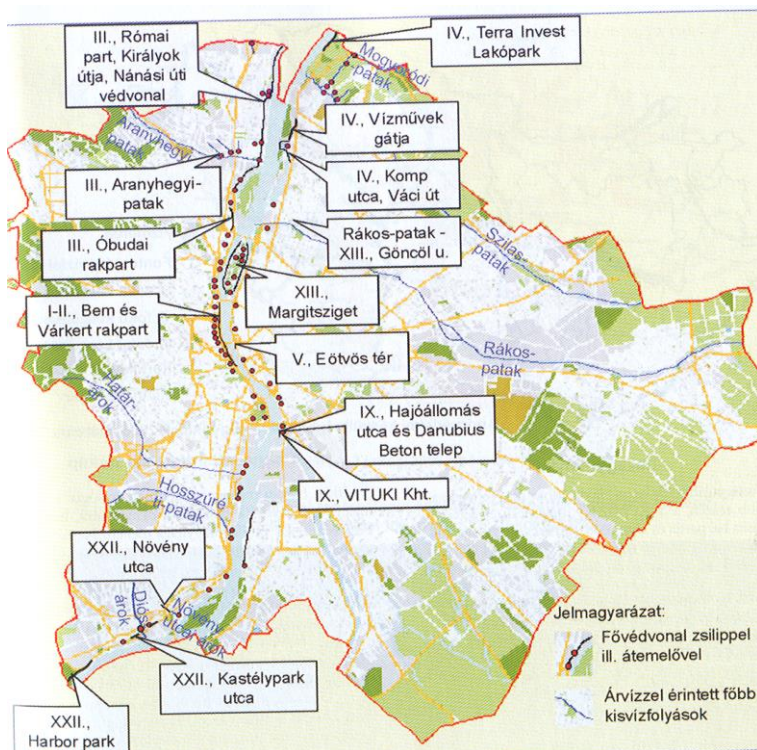 III., Római
part, Királyok
útja, Nánási úti
védvonal
IV., Terra Invest
Lakópark
Mogyoródi
-patak
Aranyhegyi
patak
IV., Vízművek
gátja
III., Aranyhegyi-
patak
IV., Komp
utca, Váci út
III., Óbudai
rakpart
Rákos-patak -
XIII., Göncöl u.
Szilas-
patak
XIII.,
Margitsziget
I-II., Bem és
Várkert rakpart
V., Eötvös tér
Rákos-
patak
Határ-
árok
IX., Hajóállomás
utca és Danubius
Beton telep
Hosszúré
ti-patak
IX., VITUKI Kht.
XXII., Növény
utca
Diós
árok
Növény
utcai árok
XXII., Kastélypark
utca
XXII.,
Harbor park
Jelmagyarázat:
Fővédvonal zsilippel
ill. átemelővel
Árvízzel érintett főbb
kisvízfolyások